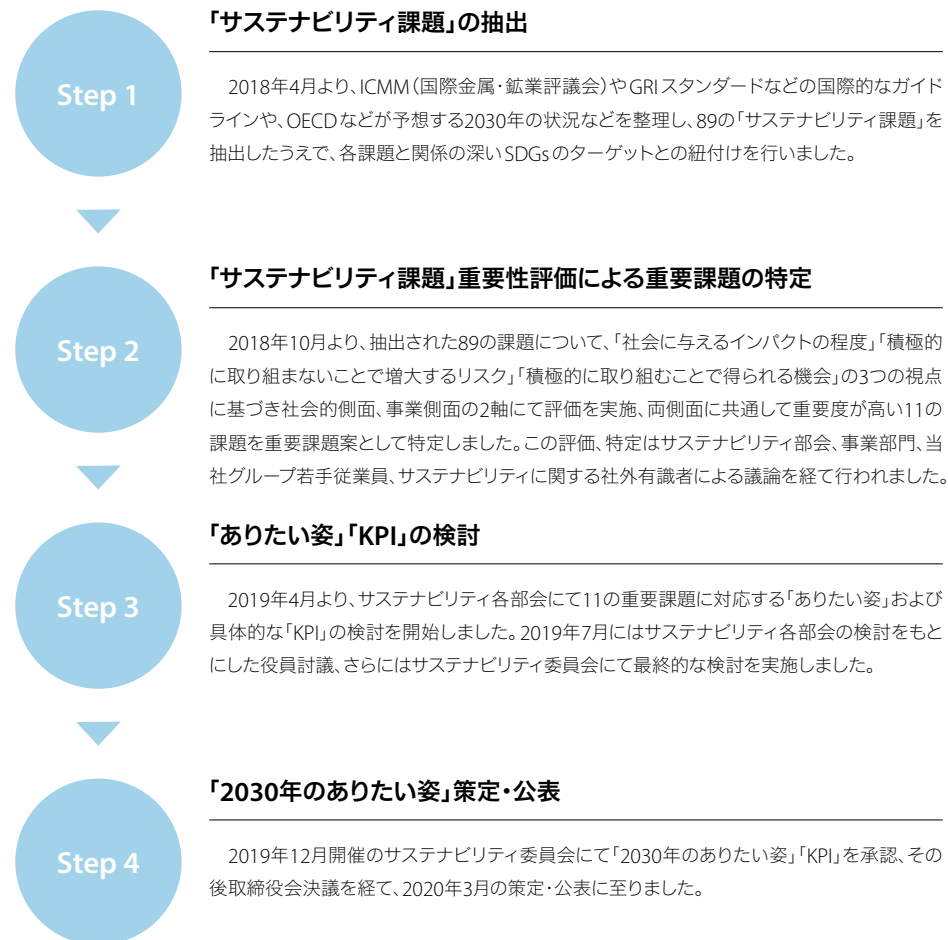 Step 1
「サステナビリティ課題」の抽出
2018年4月より、ICMM(国際金属・鉱業評議会)やGRIスタンダードなどの国際的なガイド
ラインや、OECDなどが予想する2030年の状況などを整理し、89の「サステナビリティ課題」を
抽出したうえで、各課題と関係の深いSDGsのターゲットとの紐付けを行いました。
Step 2
「サステナビリティ課題」重要性評価による重要課題の特定
2018年10月より、抽出された89の課題について、「社会に与えるインパクトの程度」「積極的
に取り組まないことで増大するリスク」「積極的に取り組むことで得られる機会」の3つの視点
に基づき社会的側面、事業側面の2軸にて評価を実施、両側面に共通して重要度が高い11の
課題を重要課題案として特定しました。この評価、特定はサステナビリティ部会、事業部門、当
社グループ若手従業員、サステナビリティに関する社外有識者による議論を経て行われました。
Step 3
「ありたい姿」「KPI」の検討
2019年4月より、サステナビリティ各部会にて11の重要課題に対応する「ありたい姿」および
具体的な「KPI」の検討を開始しました。2019年7月にはサステナビリティ各部会の検討をもと
にした役員討議、さらにはサステナビリティ委員会にて最終的な検討を実施しました。
Step 4
「2030年のありたい姿」策定・公表
2019年12月開催のサステナビリティ委員会にて「2030年のありたい姿」「KPI」を承認、その
後取締役会決議を経て、2020年3月の策定・公表に至りました。